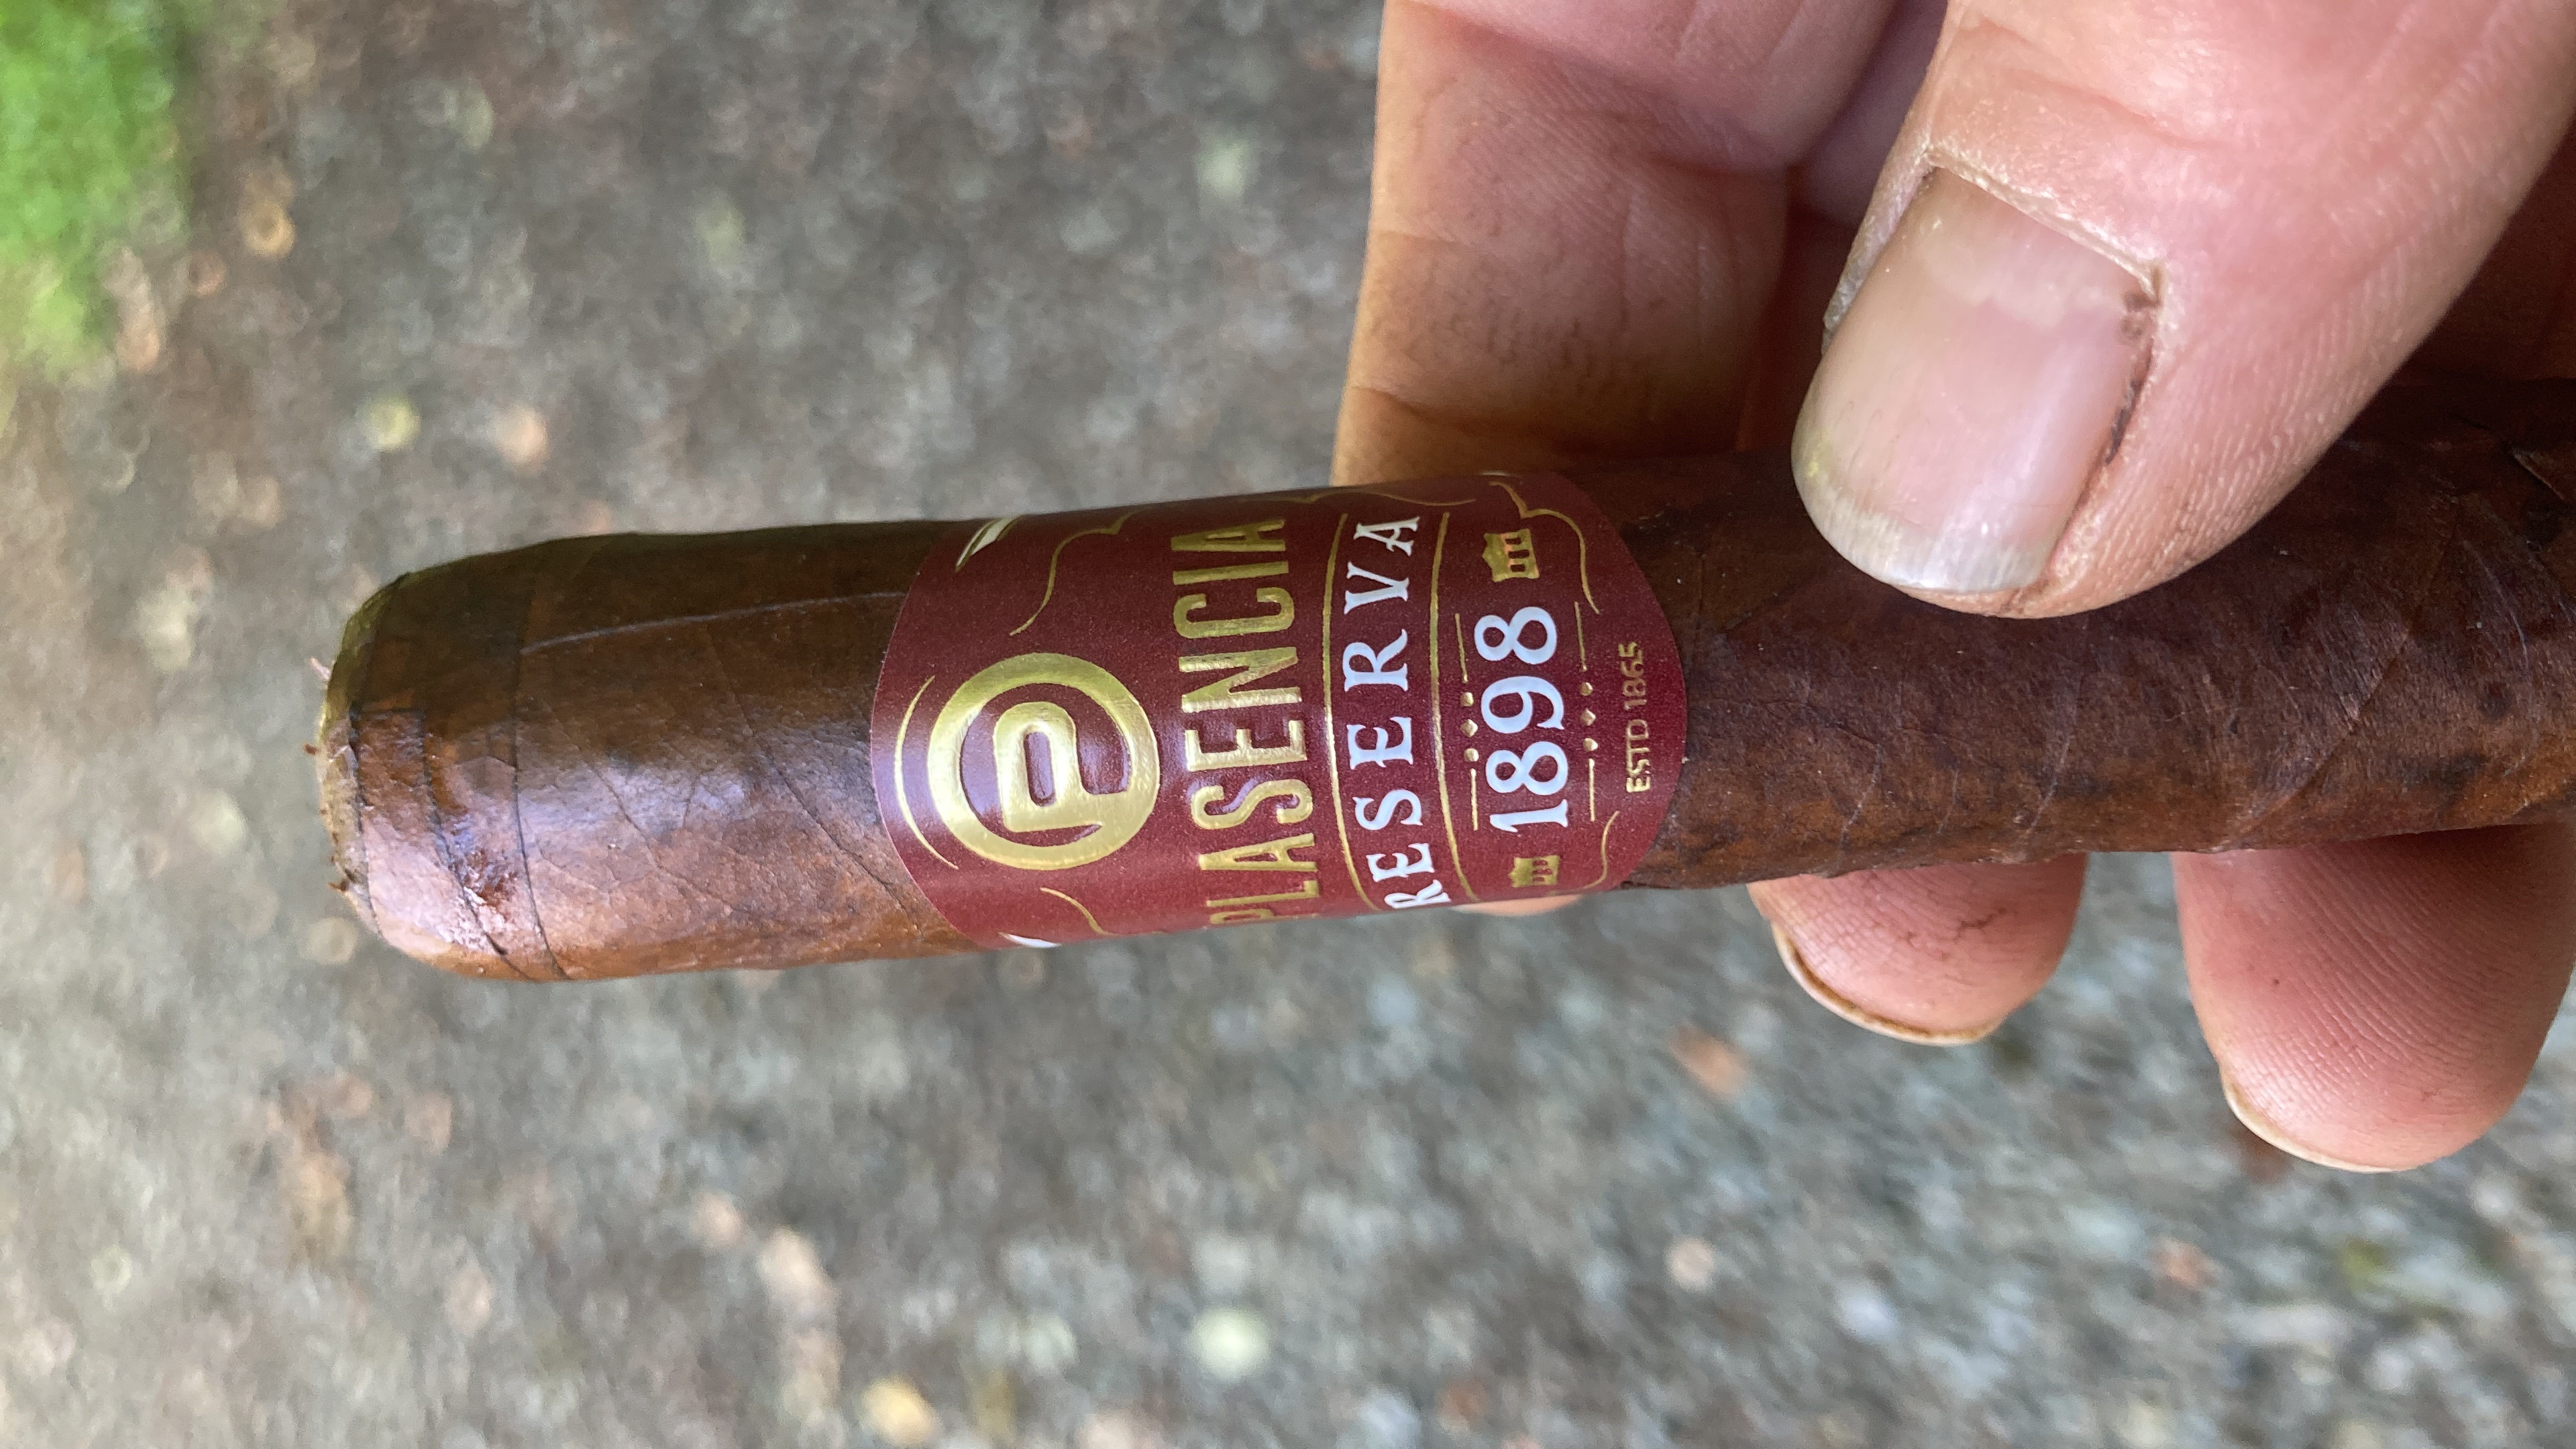 P
PLASENCIA
RESERVA
1898
ESTD 1865